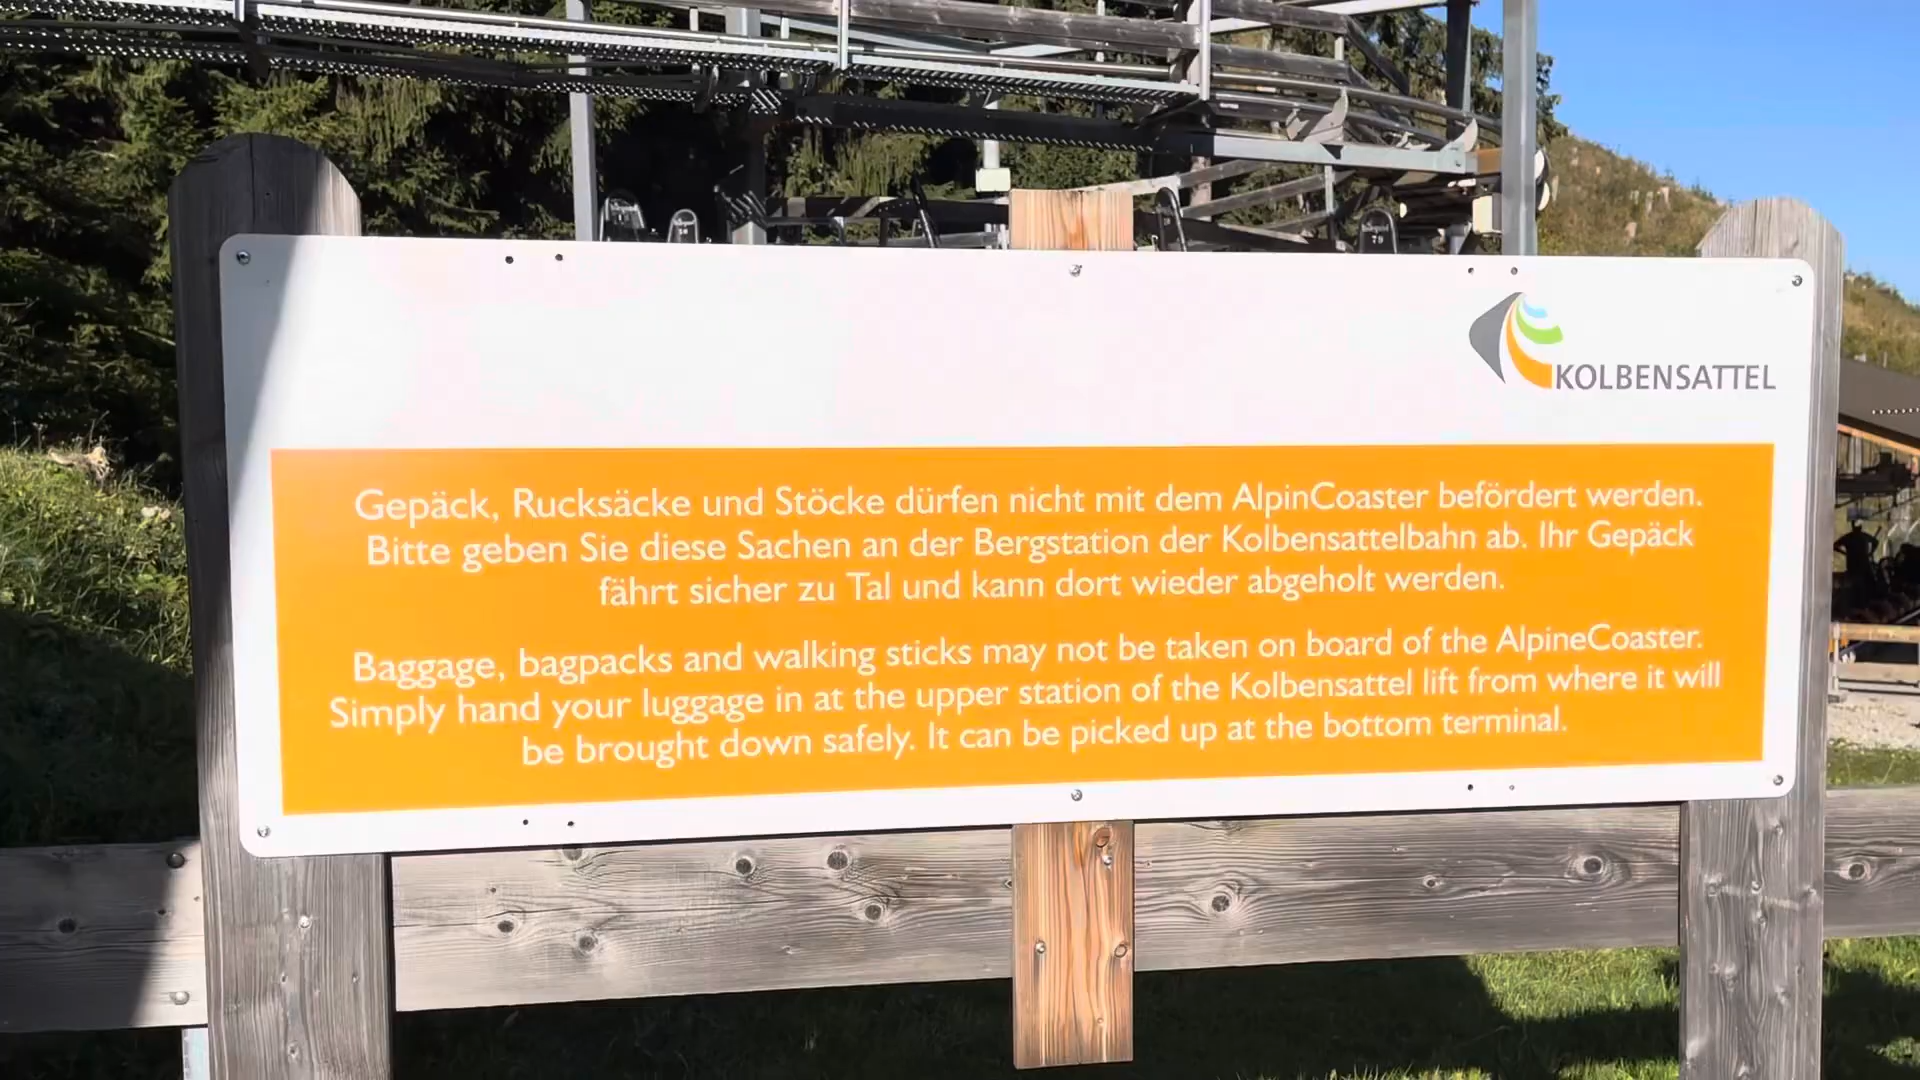 KOLBENSATTEL
Gepäck, Rucksäcke und Stöcke dürfen nicht mit dem AlpinCoaster befördert werden.
Bitte geben Sie diese Sachen an der Bergstation der Kolbensattelbahn ab. Ihr Gepäck
fährt sicher zu Tal und kann dort wieder abgeholt werden.
Baggage, bagpacks and walking sticks may not be taken on board of the AlpineCoaster.
Simply hand your luggage in at the upper station of the Kolbensattel lift from where it will
be brought down safely. It can be picked up at the bottom terminal.